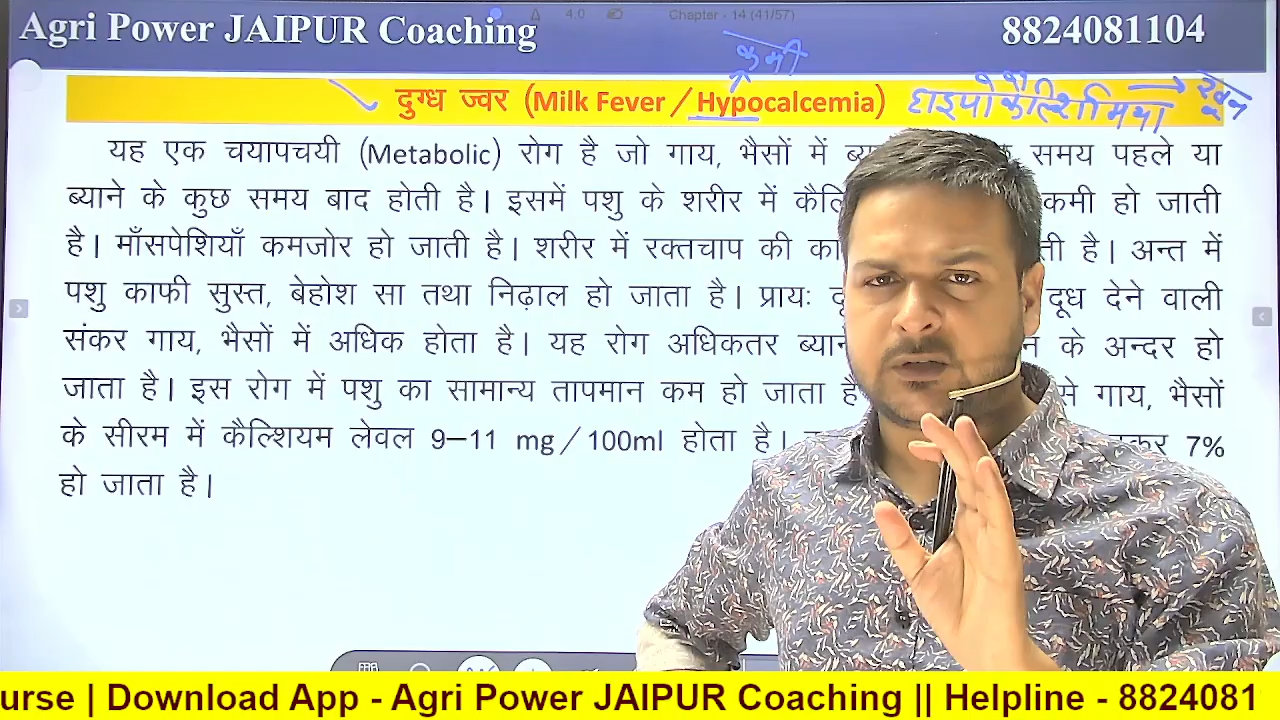 Chapter - 14 (41/57)
4.0
Agri Power JAIPUR Coaching
8824081104
कमी
दुग्ध ज्वर (Milk Fever / Hypocalcemia) हाइपोकैल्शिमिया → रक्त
यह एक चयापचयी (Metabolic) रोग है जो गाय, भैसों में समय पहले या
ब्याने के कुछ समय बाद होती है। इसमें पशु के शरीर में कमी हो जाती
है। माँसपेशियाँ कमजोर हो जाती है। शरीर में रक्तचाप की है। अन्त में
पशु काफी सुस्त, बेहोश सा तथा निढ़ाल हो जाता है। प्रायः दूध देने वाली
संकर गाय, भैसों में अधिक होता है। यह रोग अधिकतर के अन्दर हो
जाता है। इस रोग में पशु का सामान्य तापमान कम हो जाता से गाय, भैसों
के सीरम में कैल्शियम लेवल 9–11 mg/100ml होता है। 7%
हो जाता है।
urse | Download App - Agri Power JAIPUR Coaching || Helpline - 8824081